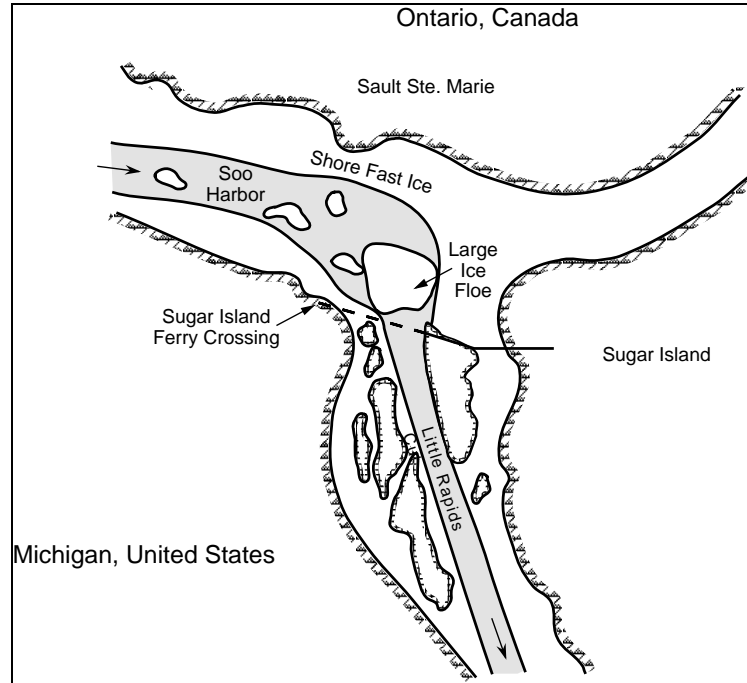 Ontario, Canada
Sault Ste. Marie
Shore Fast Ice
Soo
Harbor
Large
Ice
Floe
Sugar Island
Ferry Crossing
Sugar Island
Little Rapids
Michigan, United States